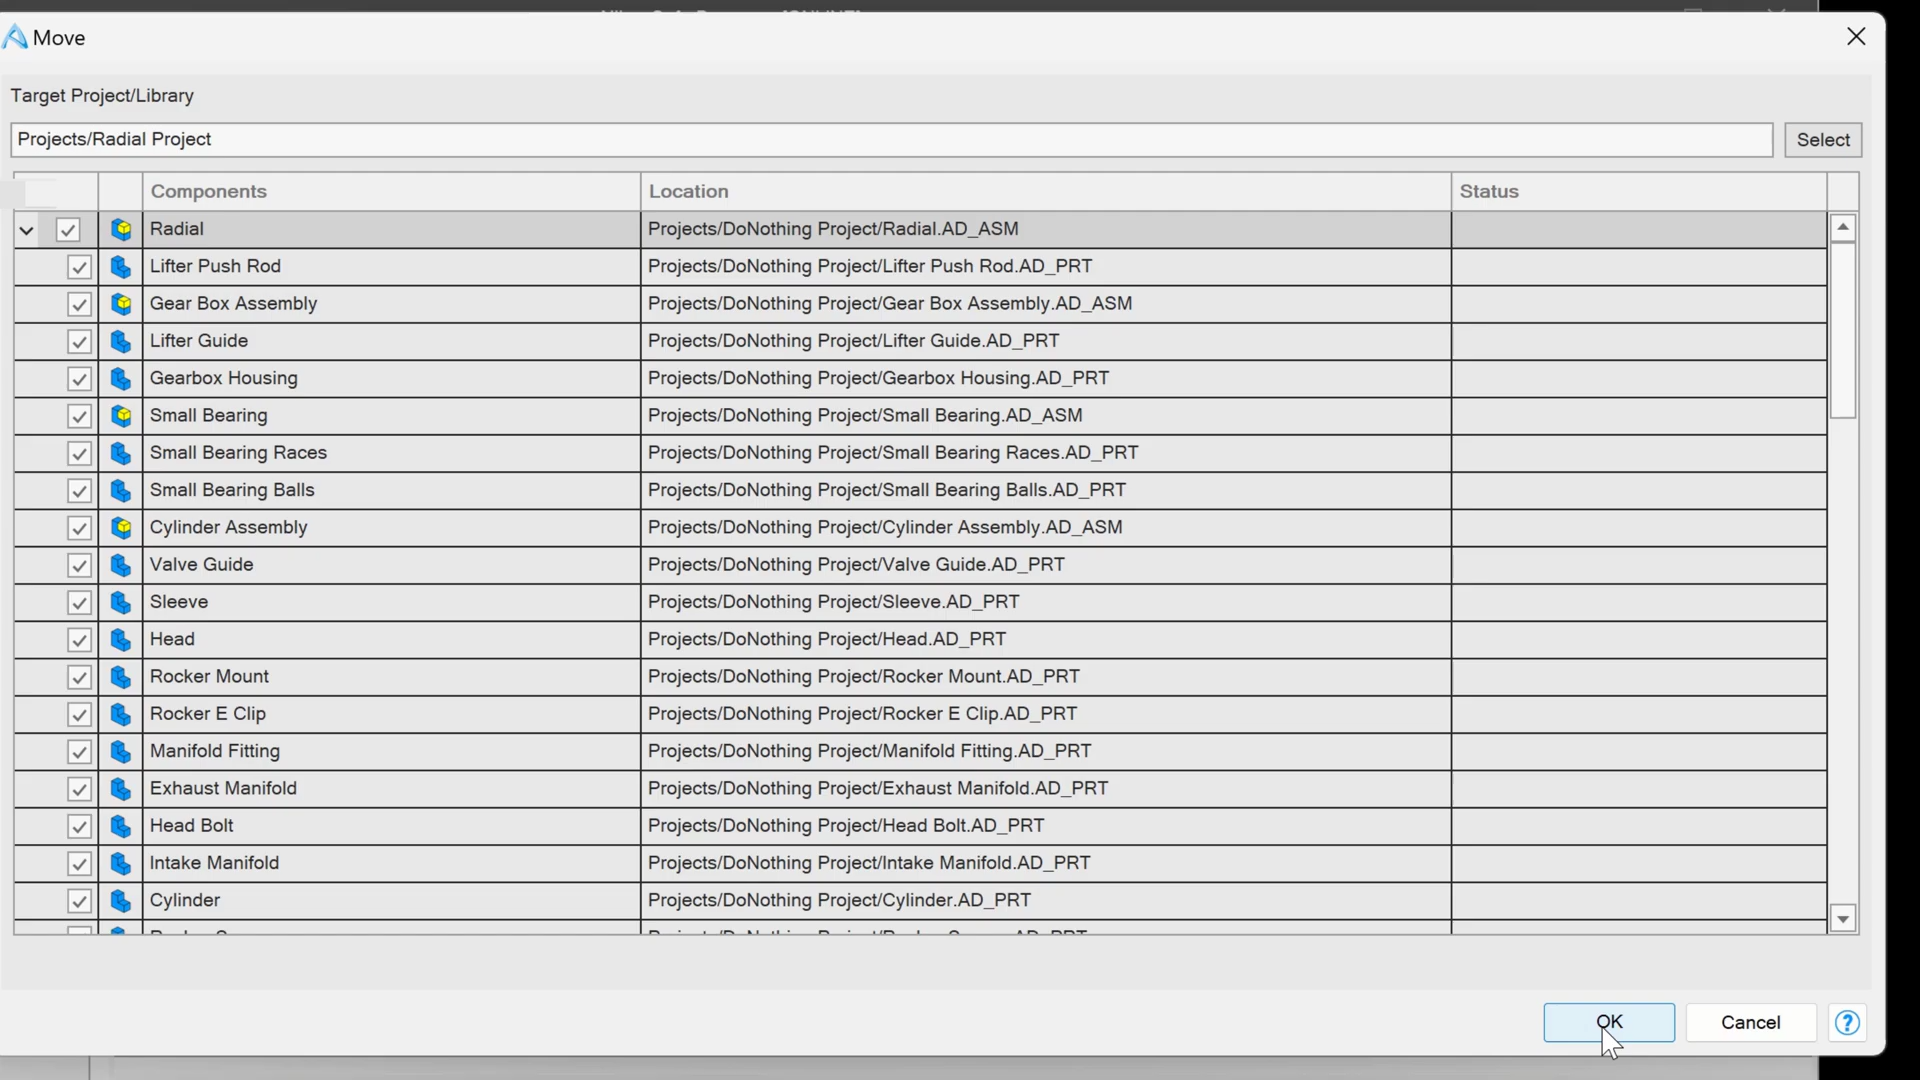 Move
Target Project/Library
Projects/Radial Project
Select
Components Location Status
Radial Projects/DoNothing Project/Radial.AD_ASM
Lifter Push Rod Projects/DoNothing Project/Lifter Push Rod.AD_PRT
Gear Box Assembly Projects/DoNothing Project/Gear Box Assembly.AD_ASM
Lifter Guide Projects/DoNothing Project/Lifter Guide.AD_PRT
Gearbox Housing Projects/DoNothing Project/Gearbox Housing.AD_PRT
Small Bearing Projects/DoNothing Project/Small Bearing.AD_ASM
Small Bearing Races Projects/DoNothing Project/Small Bearing Races.AD_PRT
Small Bearing Balls Projects/DoNothing Project/Small Bearing Balls.AD_PRT
Cylinder Assembly Projects/DoNothing Project/Cylinder Assembly.AD_ASM
Valve Guide Projects/DoNothing Project/Valve Guide.AD_PRT
Sleeve Projects/DoNothing Project/Sleeve.AD_PRT
Head Projects/DoNothing Project/Head.AD_PRT
Rocker Mount Projects/DoNothing Project/Rocker Mount.AD_PRT
Rocker E Clip Projects/DoNothing Project/Rocker E Clip.AD_PRT
Manifold Fitting Projects/DoNothing Project/Manifold Fitting.AD_PRT
Exhaust Manifold Projects/DoNothing Project/Exhaust Manifold.AD_PRT
Head Bolt Projects/DoNothing Project/Head Bolt.AD_PRT
Intake Manifold Projects/DoNothing Project/Intake Manifold.AD_PRT
Cylinder Projects/DoNothing Project/Cylinder.AD_PRT
OK Cancel ?